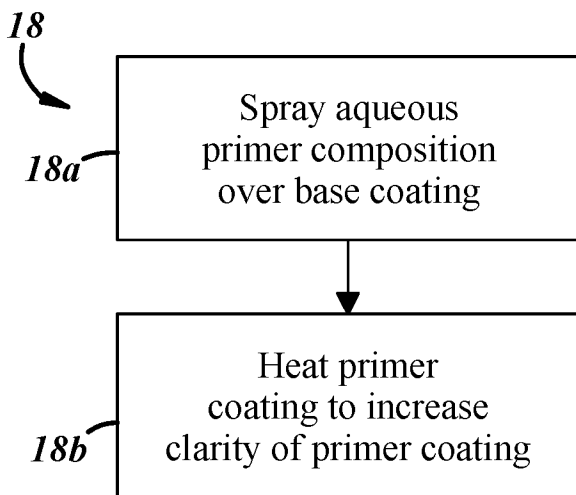 18
Spray aqueous
primer composition
over base coating
18a
Heat primer
coating to increase
clarity of primer coating
18b